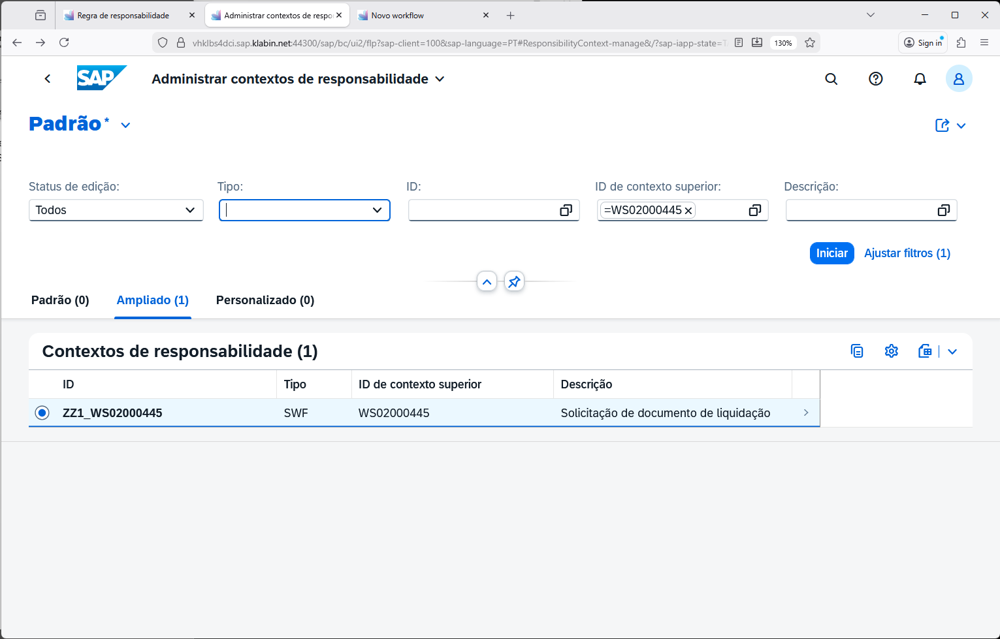 Regra de responsabilidade
Administrar contextos de respo
Novo workflow
vhklbs4dci.sap.klabin.net:44300/sap/bc/ui2/flp?sap-client=100&sap-language=PT#ResponsibilityContext-manage&/?sap-iapp-state=T
130%
Sign in
SAP
Administrar contextos de responsabilidade
Padrão *
Status de edição:
Tipo:
ID:
ID de contexto superior:
Descrição:
Todos
=WS02000445
Iniciar
Ajustar filtros (1)
Padrão (0)
Ampliado (1)
Personalizado (0)
Contextos de responsabilidade (1)
ID
Tipo
ID de contexto superior
Descrição
ZZ1_WS02000445
SWF
WS02000445
Solicitação de documento de liquidação